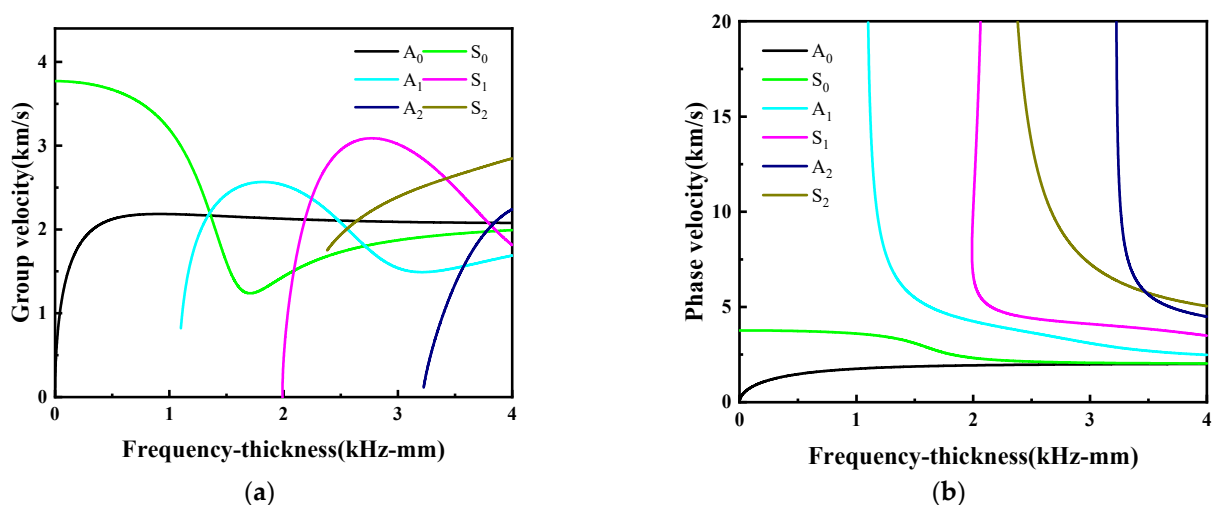 Group velocity(km/s)
4
3
2
1
0
A₀ S₀
A₁ S₁
A₂ S₂
0 1 2 3 4
Frequency-thickness(kHz-mm)
(a)
Phase velocity(km/s)
20
15
10
5
0
A₀
S₀
A₁
S₁
A₂
S₂
0 1 2 3 4
Frequency-thickness(kHz-mm)
(b)